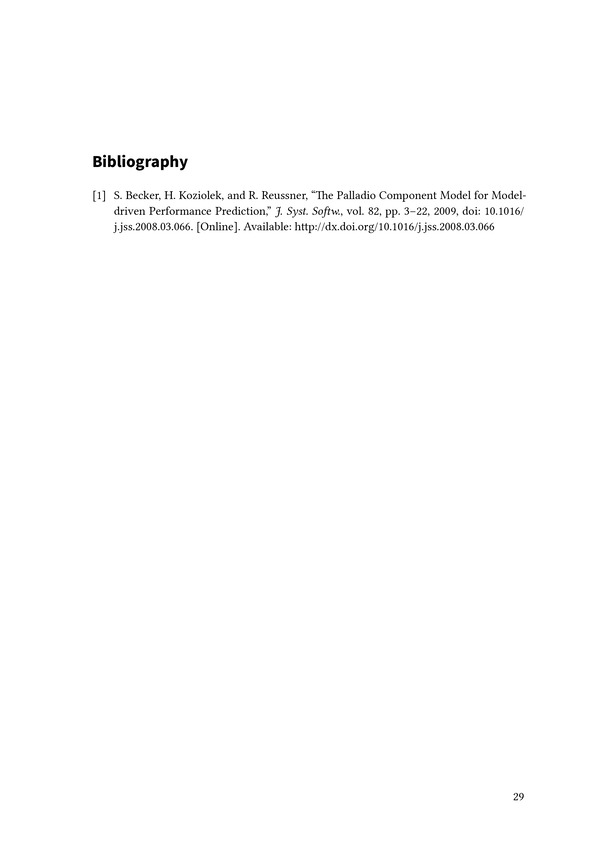 Bibliography
[1] S. Becker, H. Koziolek, and R. Reussner, “The Palladio Component Model for Model-
driven Performance Prediction,” J. Syst. Softw., vol. 82, pp. 3–22, 2009, doi: 10.1016/
j.jss.2008.03.066. [Online]. Available: http://dx.doi.org/10.1016/j.jss.2008.03.066
29